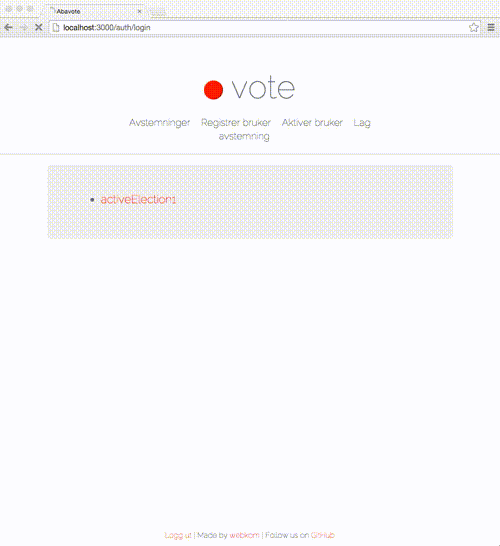 Abavote
localhost:3000/auth/login
vote
Avstemninger Registrer bruker Aktiver bruker Lag
avstemning
activeElection1
Logg ut | Made by webkom | Follow us on GitHub